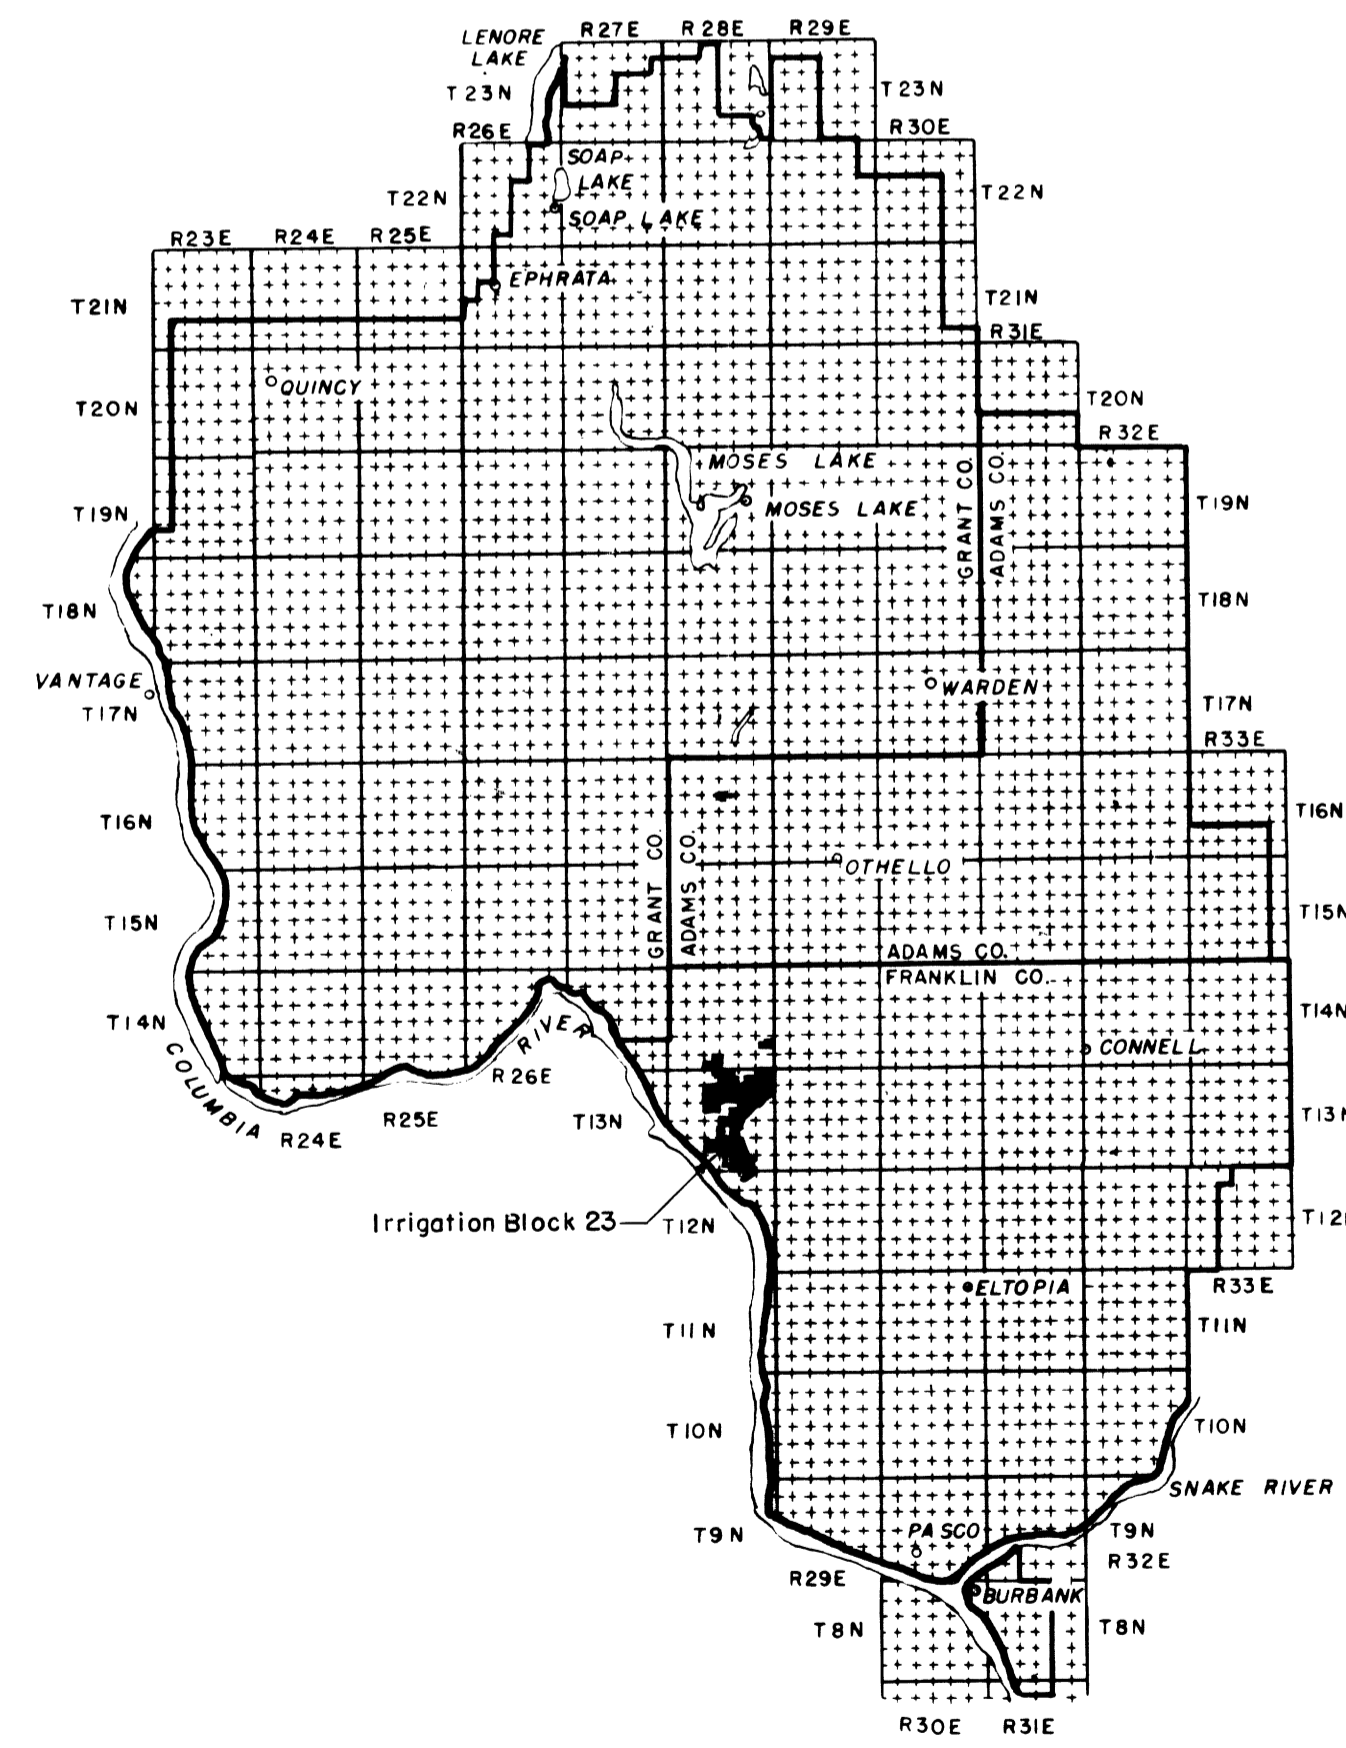 R27E R28E R29E
LENORE
LAKE
T23N T23N
R26E R30E
SOAP
LAKE
T22N T22N
SOAP LAKE
R23E R24E R25E
EPHRATA
T21N T21N
R31E
QUINCY
T20N T20N
R32E
MOSES LAKE
MOSES LAKE
GRANT CO.
ADAMS CO.
T19N T19N
T18N T18N
VANTAGE
WARDEN
T17N T17N
R33E
T16N T16N
GRANT CO.
ADAMS CO.
OTHELLO
T15N T15N
ADAMS CO.
FRANKLIN CO.
T14N T14N
COLUMBIA RIVER
CONNELL
R26E
R25E
R24E
T13N T13N
Irrigation Block 23
T12N T12N
ELTOPIA
R33E
T11N T11N
T10N T10N
SNAKE RIVER
PASCO
T9N T9N
R32E
R29E
BURBANK
T8N T8N
R30E R31E